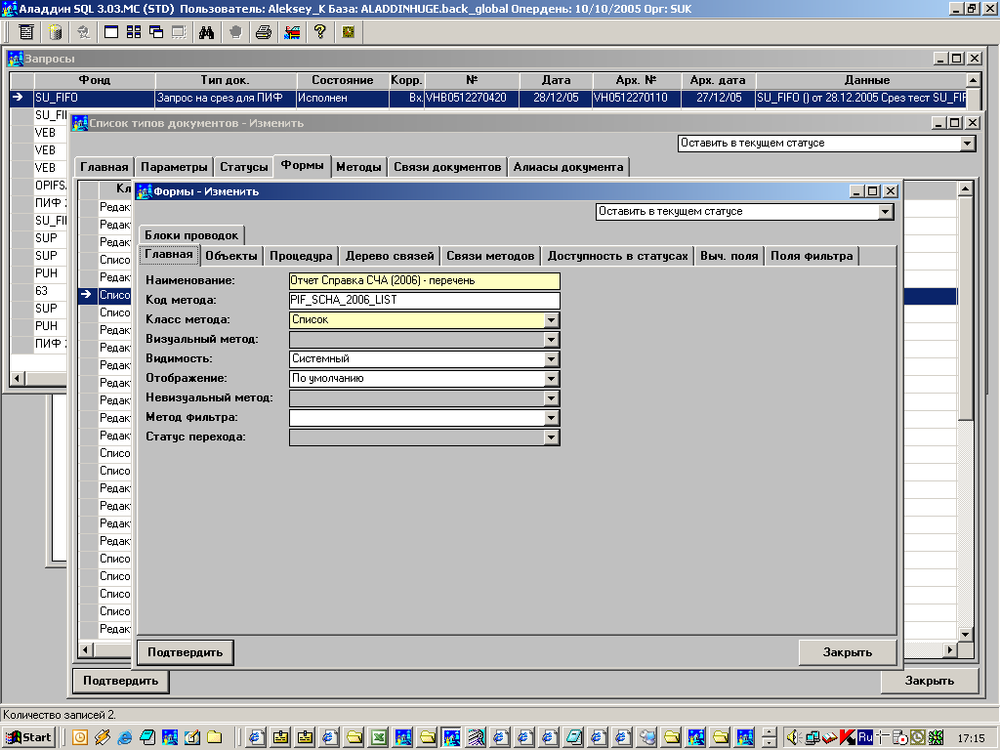 Аладдин SQL 3.03.MC (STD) Пользователь: Aleksey_K База: ALADDINHUGE.back_global Опердень: 10/10/2005 Орг: SUK
Запросы
Фонд Тип док. Состояние Корр. № Дата Арх. № Арх. дата Данные
SU_FIFO Запрос на срез для ПИФ Исполнен Вх. VHB0512270420 28/12/05 VH0512270110 27/12/05 SU_FIFO () от 28.12.2005 Срез тест SU_FIF
SU_FI
VEB
VEB
VEB
OPIFS
ПИФ
SU_FI
SUP
SUP
PUH
63
SUP
PUH
ПИФ
Список типов документов - Изменить
Оставить в текущем статусе
Главная Параметры Статусы Формы Методы Связи документов Алиасы документа
Кл
Редак
Редак
Редак
Списо
Редак
Списо
Списо
Редак
Редак
Редак
Редак
Редак
Редак
Редак
Списо
Списо
Редак
Редак
Редак
Редак
Списо
Списо
Списо
Редак
Формы - Изменить
Оставить в текущем статусе
Блоки проводок
Главная Объекты Процедура Дерево связей Связи методов Доступность в статусах Выч. поля Поля фильтра
Наименование: Отчет Справка СЧА (2006) - перечень
Код метода: PIF_SCHA_2006_LIST
Класс метода: Список
Визуальный метод:
Видимость: Системный
Отображение: По умолчанию
Невизуальный метод:
Метод фильтра:
Статус перехода:
Подтвердить Закрыть
Подтвердить Закрыть
Количество записей 2.
Start Ru 17:15